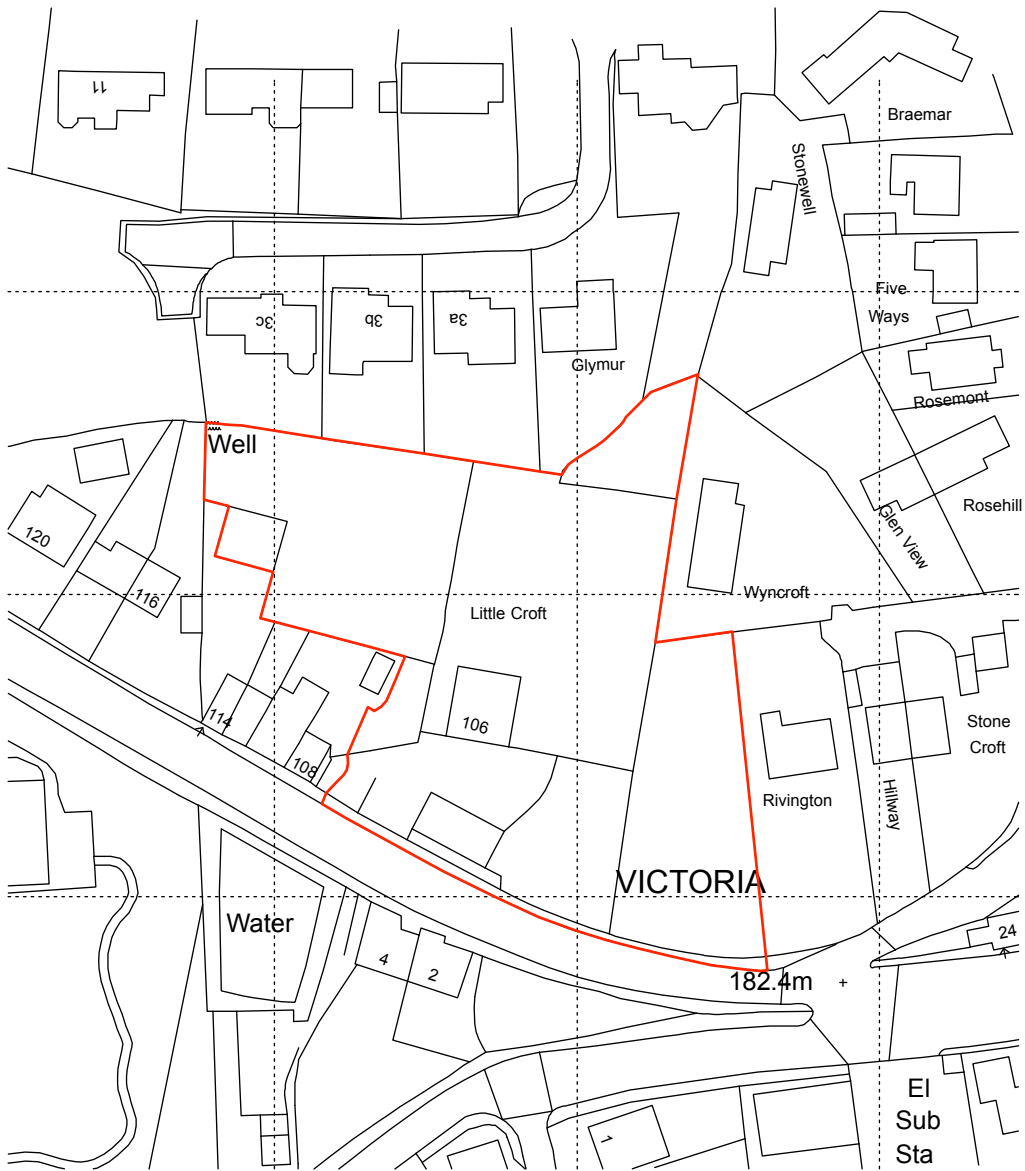 11
Braemar
Stonewell
Five
Ways
3c
3b
3a
Glymur
Rosemont
Well
Rosehill
120
Glen View
116
Wyncroft
Little Croft
114
106
Stone
Croft
108
Rivington
Hillway
VICTORIA
Water
24
4
2
182.4m
El
Sub
Sta
1